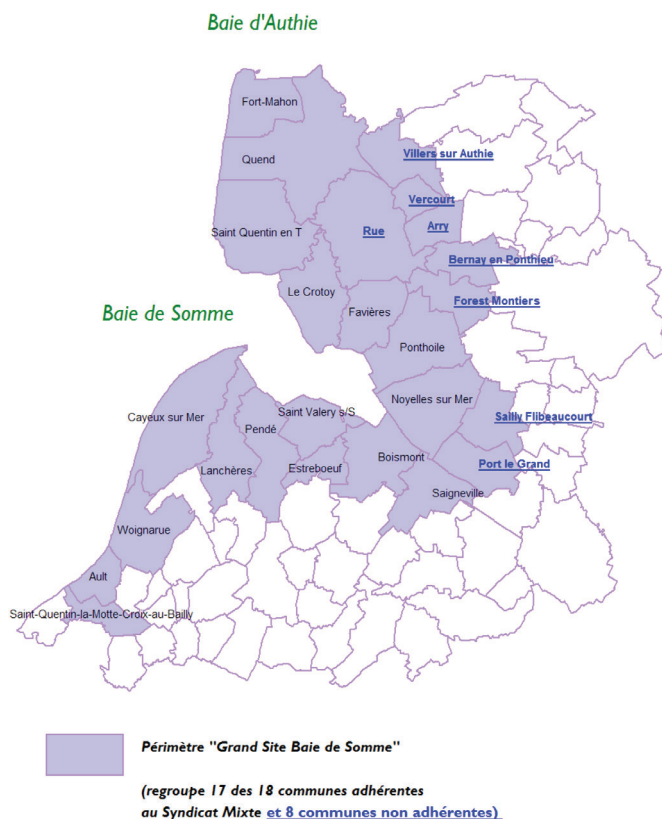 Baie d'Authie
Fort-Mahon
Quend
Villers sur Authie
Vercourt
Saint Quentin en T
Rue
Arry
Bernay en Ponthieu
Le Crotoy
Forest Montiers
Baie de Somme
Favières
Ponthoile
Noyelles sur Mer
Cayeux sur Mer
Saint Valery s/S
Sailly Flibeaucourt
Pendé
Boismont
Port le Grand
Lanchères
Estreboeuf
Saigneville
Woignarue
Ault
Saint-Quentin-la-Motte-Croix-au-Bailly
Périmètre "Grand Site Baie de Somme"
(regroupe 17 des 18 communes adhérentes
au Syndicat Mixte et 8 communes non adhérentes)